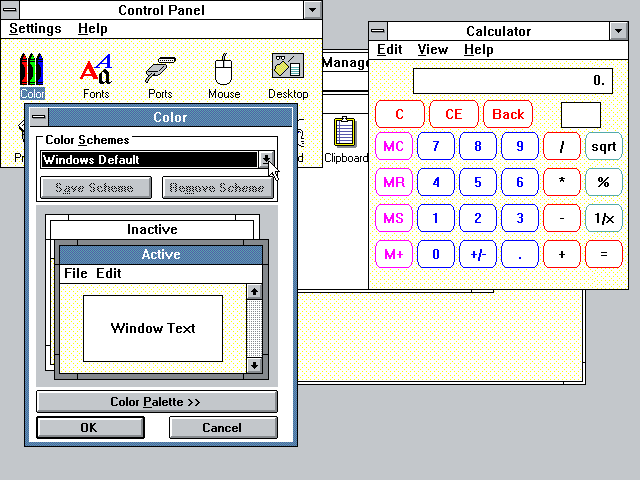 Control Panel
Settings Help
Color Fonts Ports Mouse Desktop
Calculator
Edit View Help
0.
C CE Back
MC 7 8 9 / sqrt
MR 4 5 6 * %
MS 1 2 3 - 1/x
M+ 0 +/- . + =
Clipboard
Color
Color Schemes
Windows Default
Save Scheme Remove Scheme
Inactive
Active
File Edit
Window Text
Color Palette >>
OK Cancel